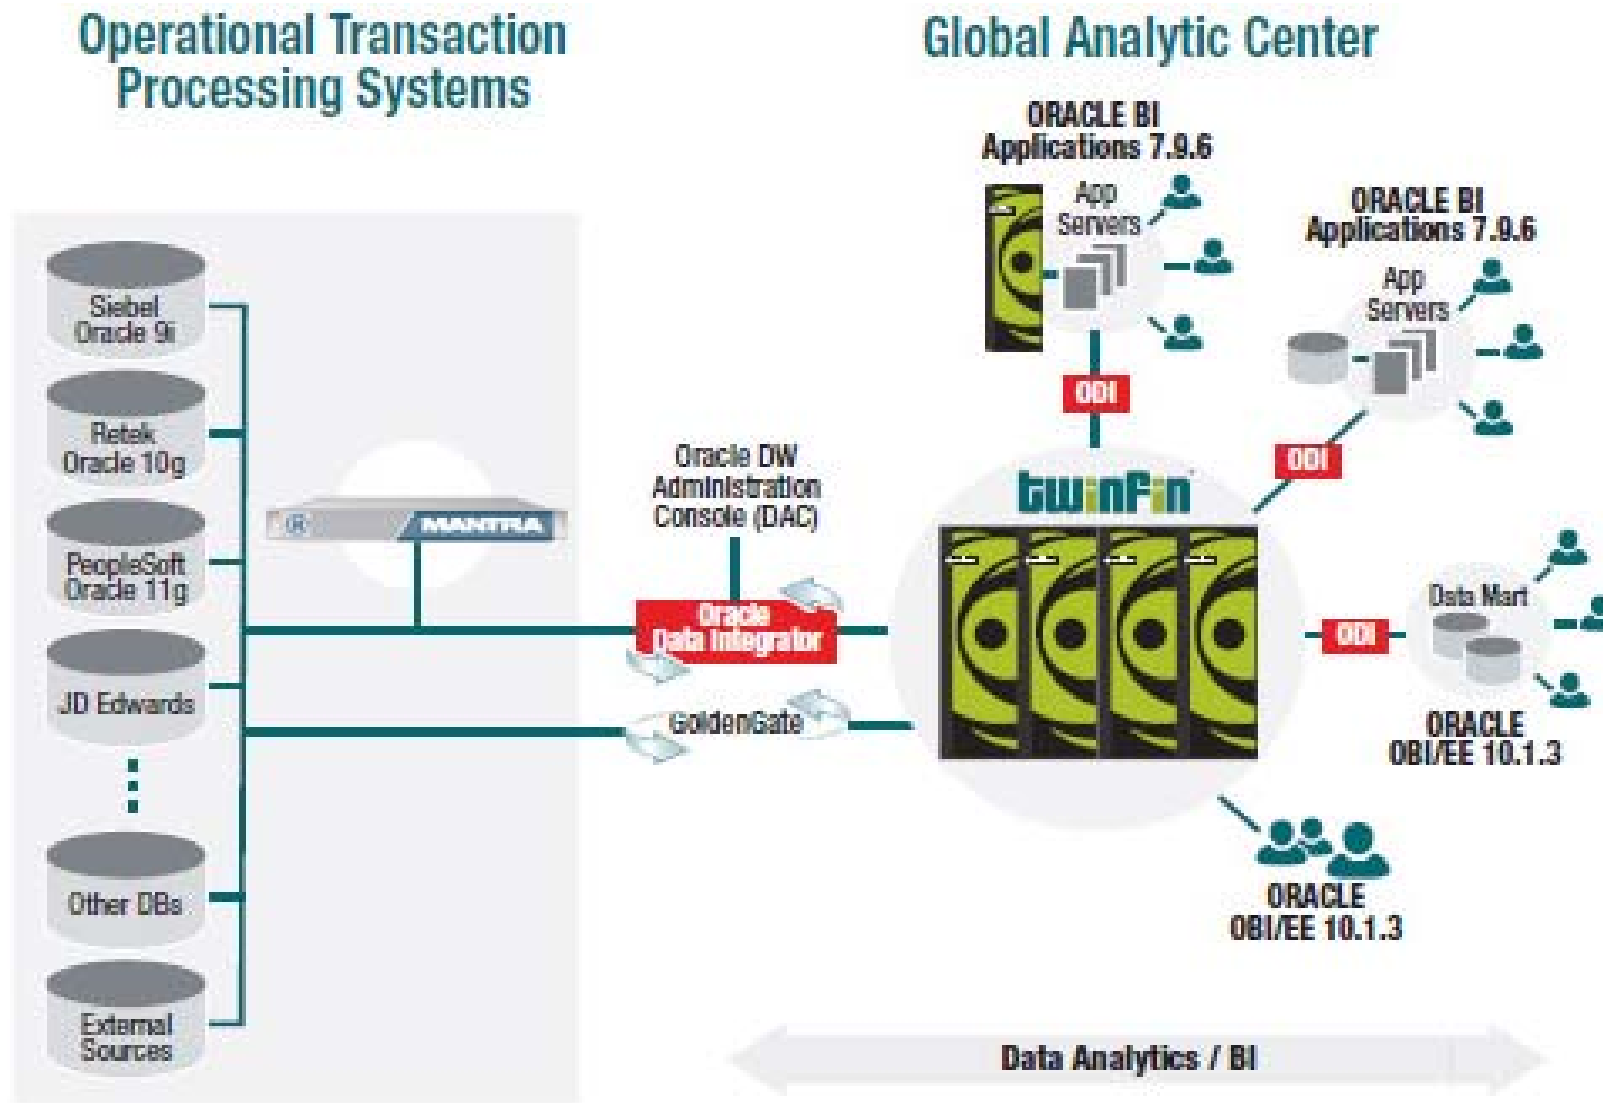 Operational Transaction
Processing Systems
Global Analytic Center
ORACLE BI
Applications 7.9.6
App
Servers
ORACLE BI
Applications 7.9.6
App
Servers
Siebel
Oracle 9i
Retek
Oracle 10g
PeopleSoft
Oracle 11g
JD Edwards
Other DBs
External
Sources
® MANTRA
Oracle DW
Administration
Console (DAC)
Oracle
Data Integrator
GoldenGate
ODI
ODI
twinfin
ODI
Data Mart
ORACLE
OBI/EE 10.1.3
ORACLE
OBI/EE 10.1.3
Data Analytics / BI